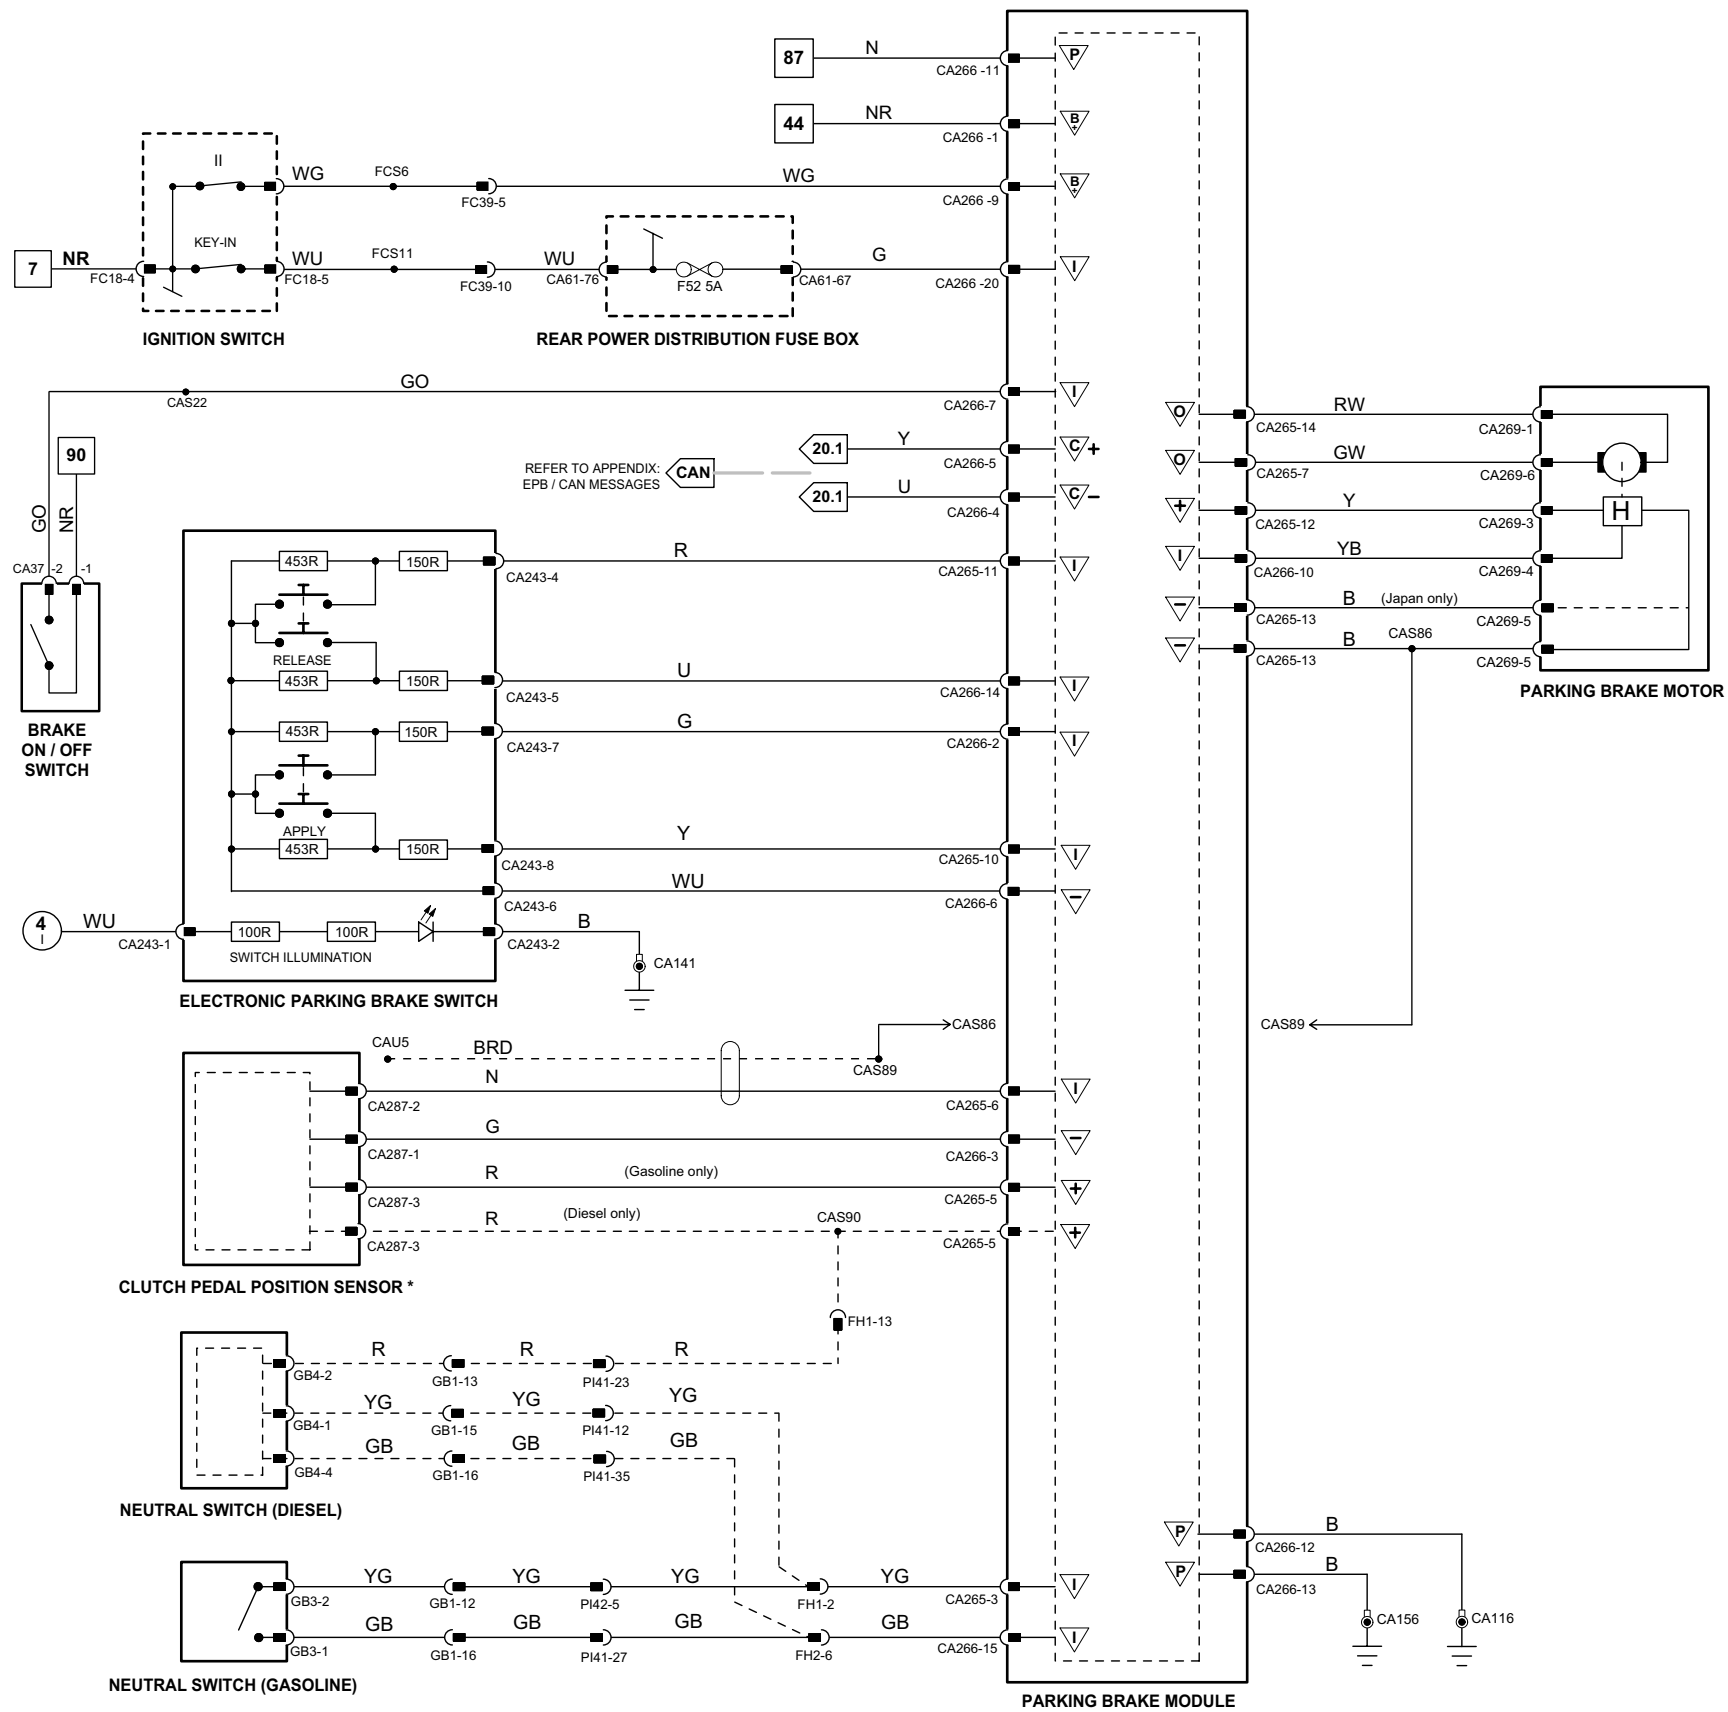 87
N
CA266 -11
P
44
NR
CA266 -1
B
+
II
WG
FCS6
FC39-5
WG
CA266 -9
B
+
7
NR
FC18-4
KEY-IN
WU
FC18-5
FCS11
FC39-10
WU
CA61-76
F52 5A
CA61-67
G
CA266 -20
I
IGNITION SWITCH
REAR POWER DISTRIBUTION FUSE BOX
GO
CAS22
CA266-7
I
90
GO
NR
CA37 -2
-1
BRAKE
ON / OFF
SWITCH
REFER TO APPENDIX:
EPB / CAN MESSAGES
CAN
20.1
Y
CA266-5
C +
20.1
U
CA266-4
C −
453R
150R
CA243-4
R
CA265-11
I
RELEASE
453R
150R
CA243-5
U
CA266-14
I
453R
150R
CA243-7
G
CA266-2
I
APPLY
453R
150R
CA243-8
Y
CA265-10
I
CA243-6
WU
CA266-6
−
4
I
WU
CA243-1
100R
100R
CA243-2
B
CA141
SWITCH ILLUMINATION
ELECTRONIC PARKING BRAKE SWITCH
O
CA265-14
RW
CA269-1
O
CA265-7
GW
CA269-6
+
CA265-12
Y
CA269-3
H
I
CA266-10
YB
CA269-4
−
CA265-13
B
(Japan only)
CA269-5
−
CA265-13
B
CAS86
CA269-5
PARKING BRAKE MOTOR
CAS89
CAU5
BRD
CAS89
CAS86
CA287-2
N
CA265-6
I
CA287-1
G
CA266-3
−
CA287-3
R
(Gasoline only)
CA265-5
+
CA287-3
R
(Diesel only)
CAS90
CA265-5
+
CLUTCH PEDAL POSITION SENSOR *
FH1-13
GB4-2
R
GB1-13
R
PI41-23
R
GB4-1
YG
GB1-15
YG
PI41-12
YG
GB4-4
GB
GB1-16
GB
PI41-35
GB
NEUTRAL SWITCH (DIESEL)
GB3-2
YG
GB1-12
YG
PI42-5
YG
FH1-2
YG
CA265-3
I
GB3-1
GB
GB1-16
GB
PI41-27
GB
FH2-6
GB
CA266-15
I
NEUTRAL SWITCH (GASOLINE)
P
CA266-12
B
P
CA266-13
B
CA156
CA116
PARKING BRAKE MODULE